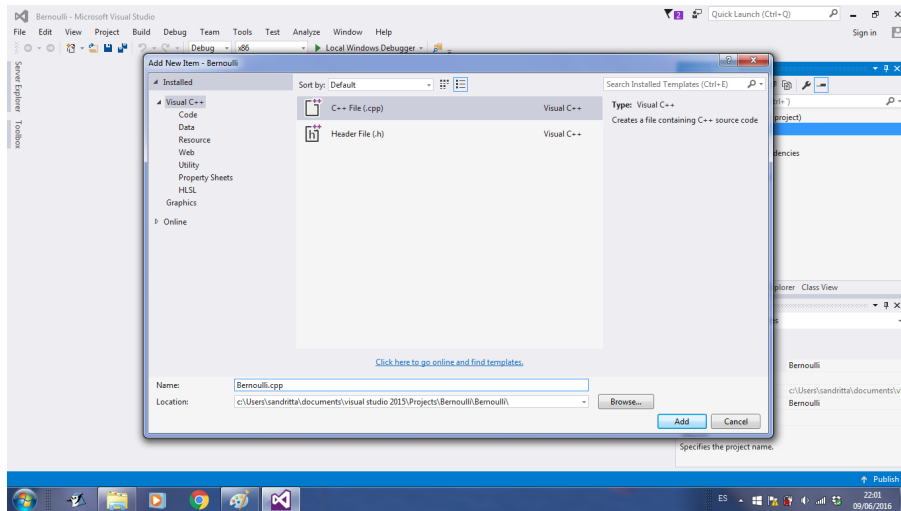 Bernoulli - Microsoft Visual Studio
Quick Launch (Ctrl+Q)
File Edit View Project Build Debug Team Tools Test Analyze Window Help
Sign in
Debug x86 Local Windows Debugger
Server Explorer
Toolbox
Add New Item - Bernoulli
Installed
Sort by: Default
Search Installed Templates (Ctrl+E)
Visual C++
Code
Data
Resource
Web
Utility
Property Sheets
HLSL
Graphics
Online
C++ File (.cpp) Visual C++
Header File (.h) Visual C++
Type: Visual C++
Creates a file containing C++ source code
project)
dencies
plorer Class View
Click here to go online and find templates.
Name: Bernoulli.cpp
Location: c:\Users\sandritta\documents\visual studio 2015\Projects\Bernoulli\Bernoulli\
Browse...
Add Cancel
Bernoulli
c:\Users\sandritta\documents\v
Bernoulli
Specifies the project name.
Publish
ES
22:01
09/06/2016